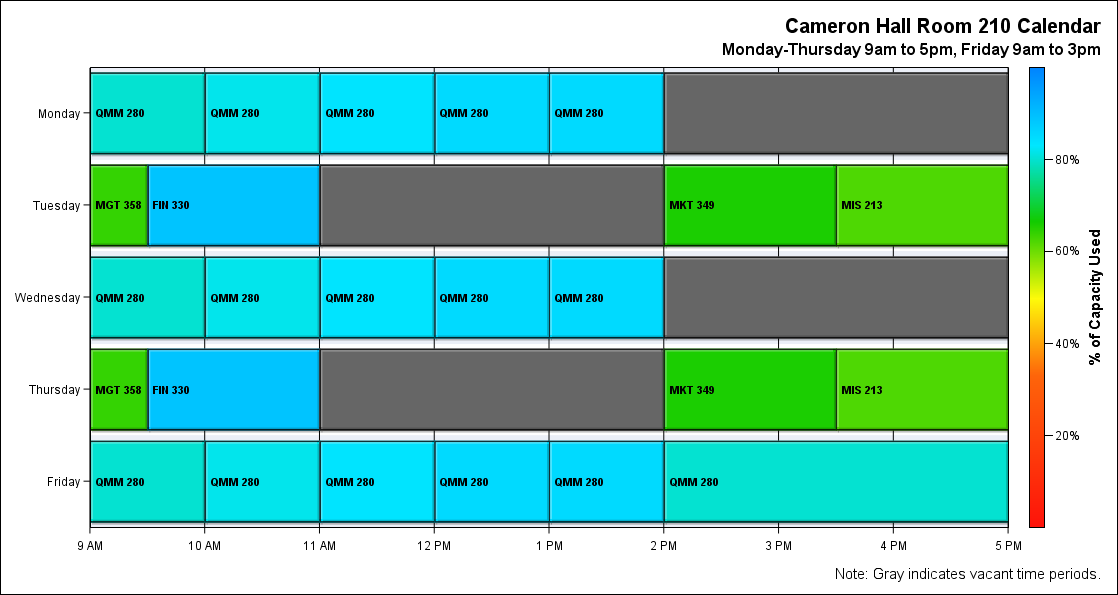 Cameron Hall Room 210 Calendar
Monday-Thursday 9am to 5pm, Friday 9am to 3pm
Monday QMM 280 QMM 280 QMM 280 QMM 280 QMM 280
80%
Tuesday MGT 358 FIN 330 MKT 349 MIS 213
60%
% of Capacity Used
Wednesday QMM 280 QMM 280 QMM 280 QMM 280 QMM 280
40%
Thursday MGT 358 FIN 330 MKT 349 MIS 213
20%
Friday QMM 280 QMM 280 QMM 280 QMM 280 QMM 280 QMM 280
9 AM 10 AM 11 AM 12 PM 1 PM 2 PM 3 PM 4 PM 5 PM
Note: Gray indicates vacant time periods.